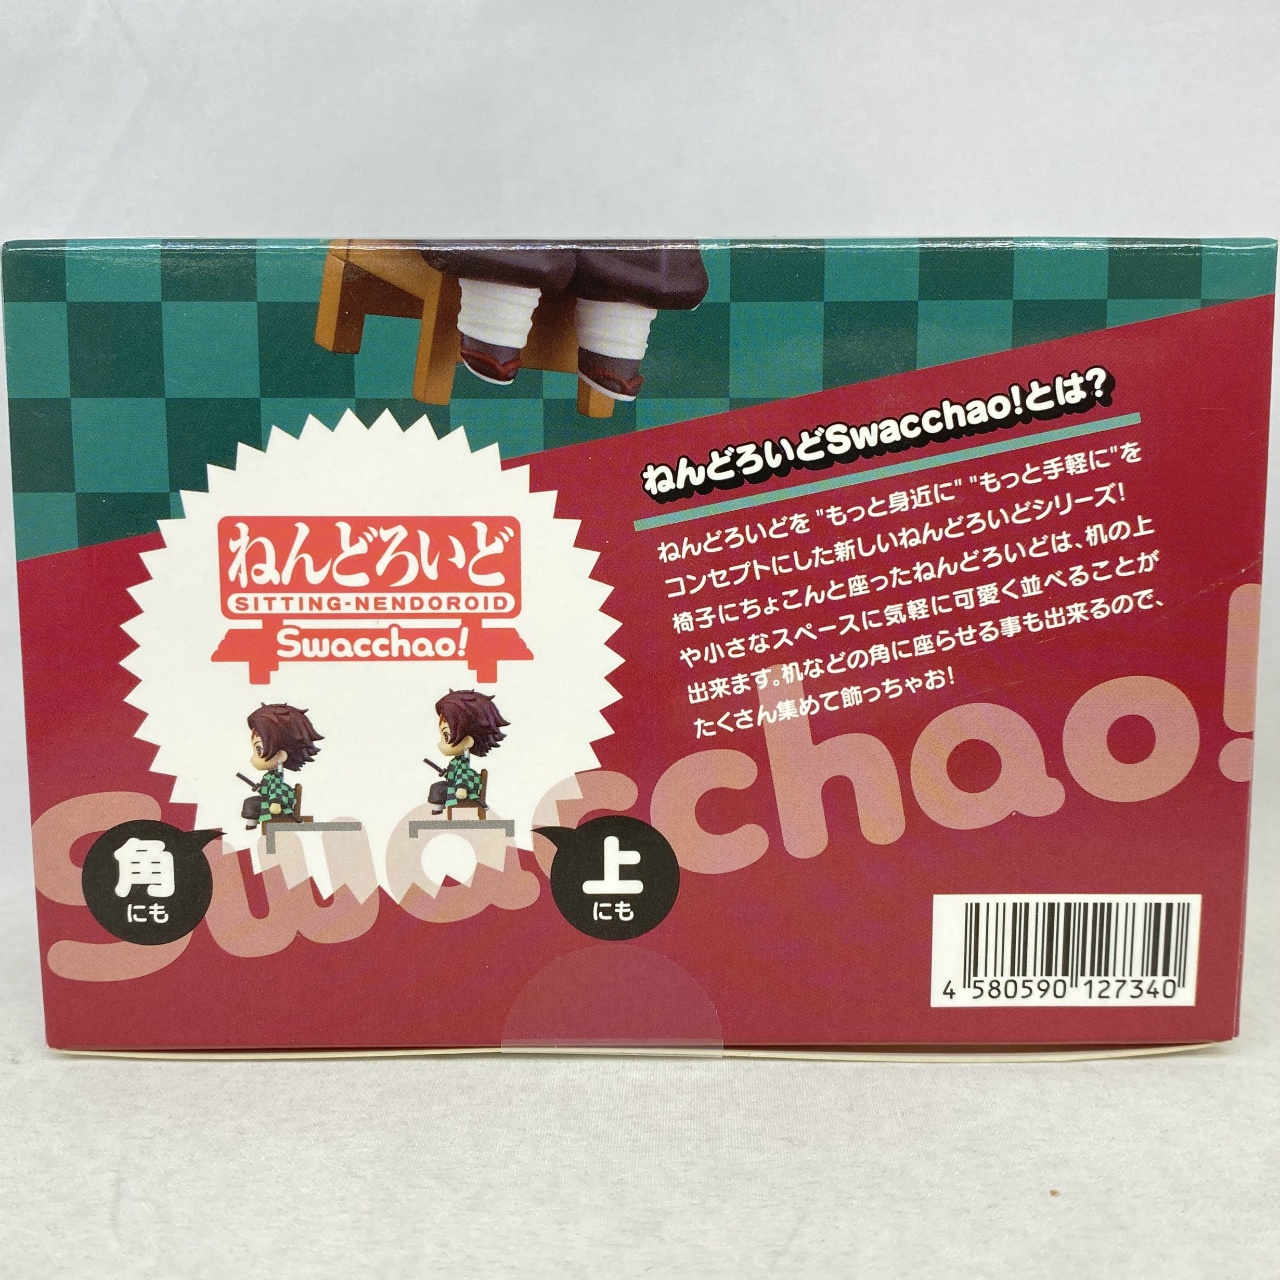 ねんどろいど
SITTING-NENDOROID
Swacchao!
角
にも
上
にも
ねんどろいどSwacchao!とは?
ねんどろいどを "もっと身近に" "もっと手軽に"を
コンセプトにした新しいねんどろいどシリーズ!
椅子にちょこんと座ったねんどろいどは、机の上
や小さなスペースに気軽に可愛く並べることが
出来ます。机などの角に座らせる事も出来るので、
たくさん集めて飾っちゃお!
Swacchao!
4 580590 127340